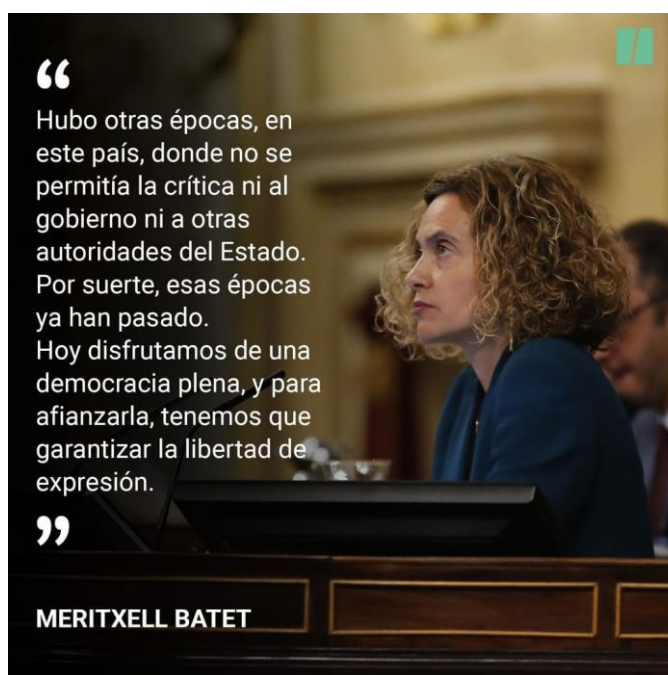 “
Hubo otras épocas, en
este país, donde no se
permitía la crítica ni al
gobierno ni a otras
autoridades del Estado.
Por suerte, esas épocas
ya han pasado.
Hoy disfrutamos de una
democracia plena, y para
afianzarla, tenemos que
garantizar la libertad de
expresión.
”
MERITXELL BATET